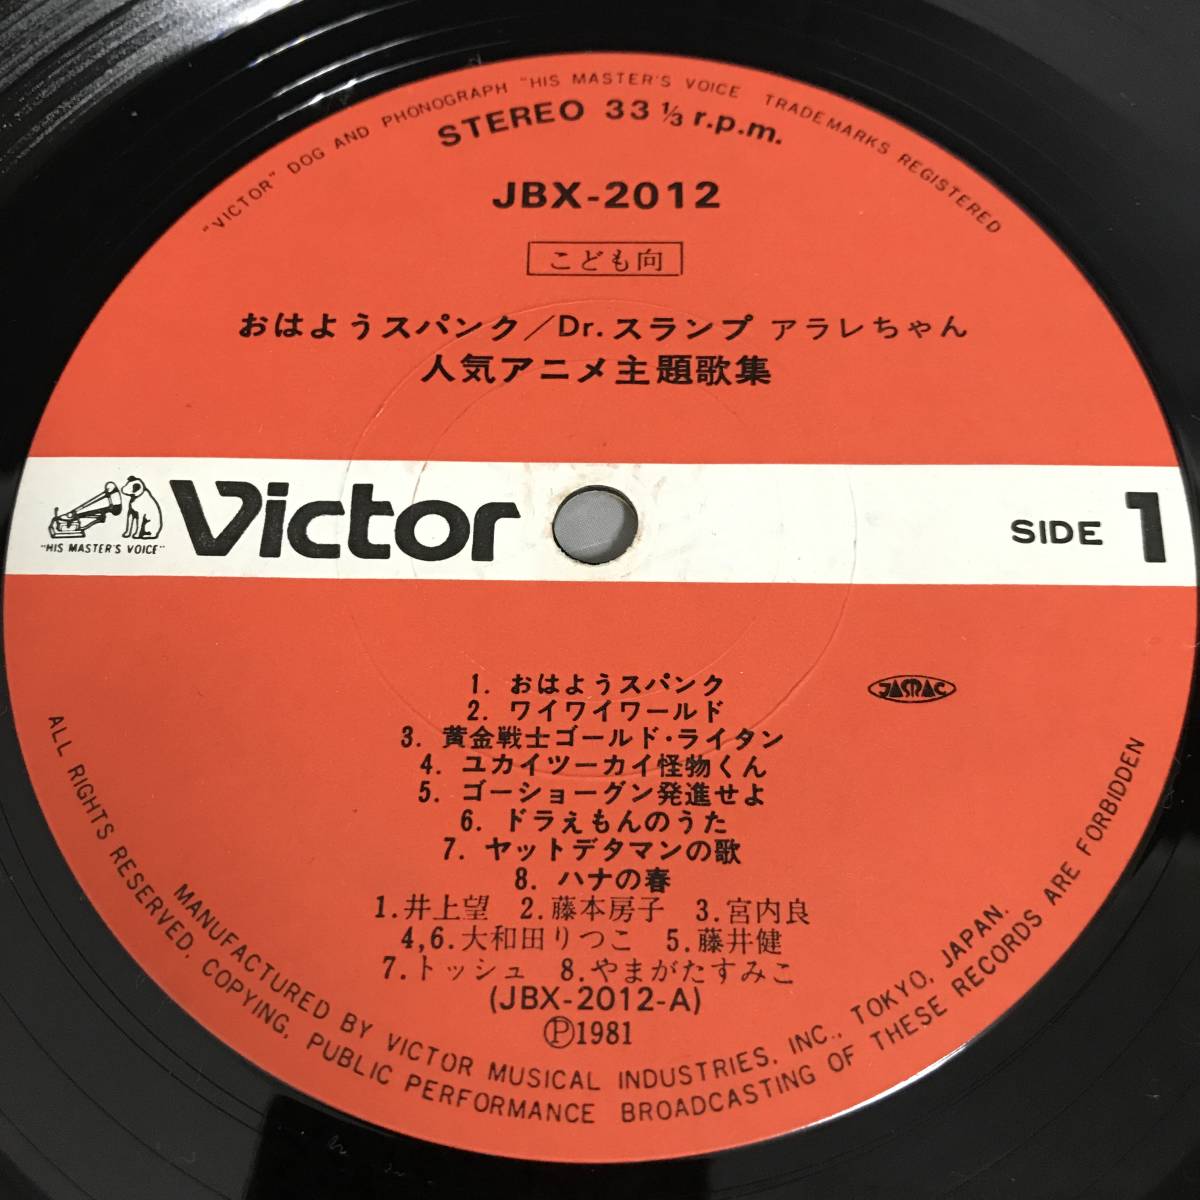 "VICTOR" DOG AND PHONOGRAPH "HIS MASTER'S VOICE" TRADEMARKS REGISTERED
STEREO 33 ⅓ r.p.m.
JBX-2012
こども向
おはようスパンク/Dr.スランプ アラレちゃん
人気アニメ主題歌集
"HIS MASTER'S VOICE"
Victor
SIDE 1
1. おはようスパンク
2. ワイワイワールド
3. 黄金戦士ゴールド・ライタン
4. ユカイツーカイ怪物くん
5. ゴーショーグン発進せよ
6. ドラえもんのうた
7. ヤットデタマンの歌
8. ハナの春
JASRAC
1.井上望 2.藤本房子 3.宮内良
4,6.大和田りつこ 5.藤井健
7.トッシュ 8.やまがたすみこ
(JBX-2012-A)
Ⓟ1981
MANUFACTURED BY VICTOR MUSICAL INDUSTRIES, INC., TOKYO, JAPAN.
ALL RIGHTS RESERVED. COPYING, PUBLIC PERFORMANCE BROADCASTING OF THESE RECORDS ARE FORBIDDEN